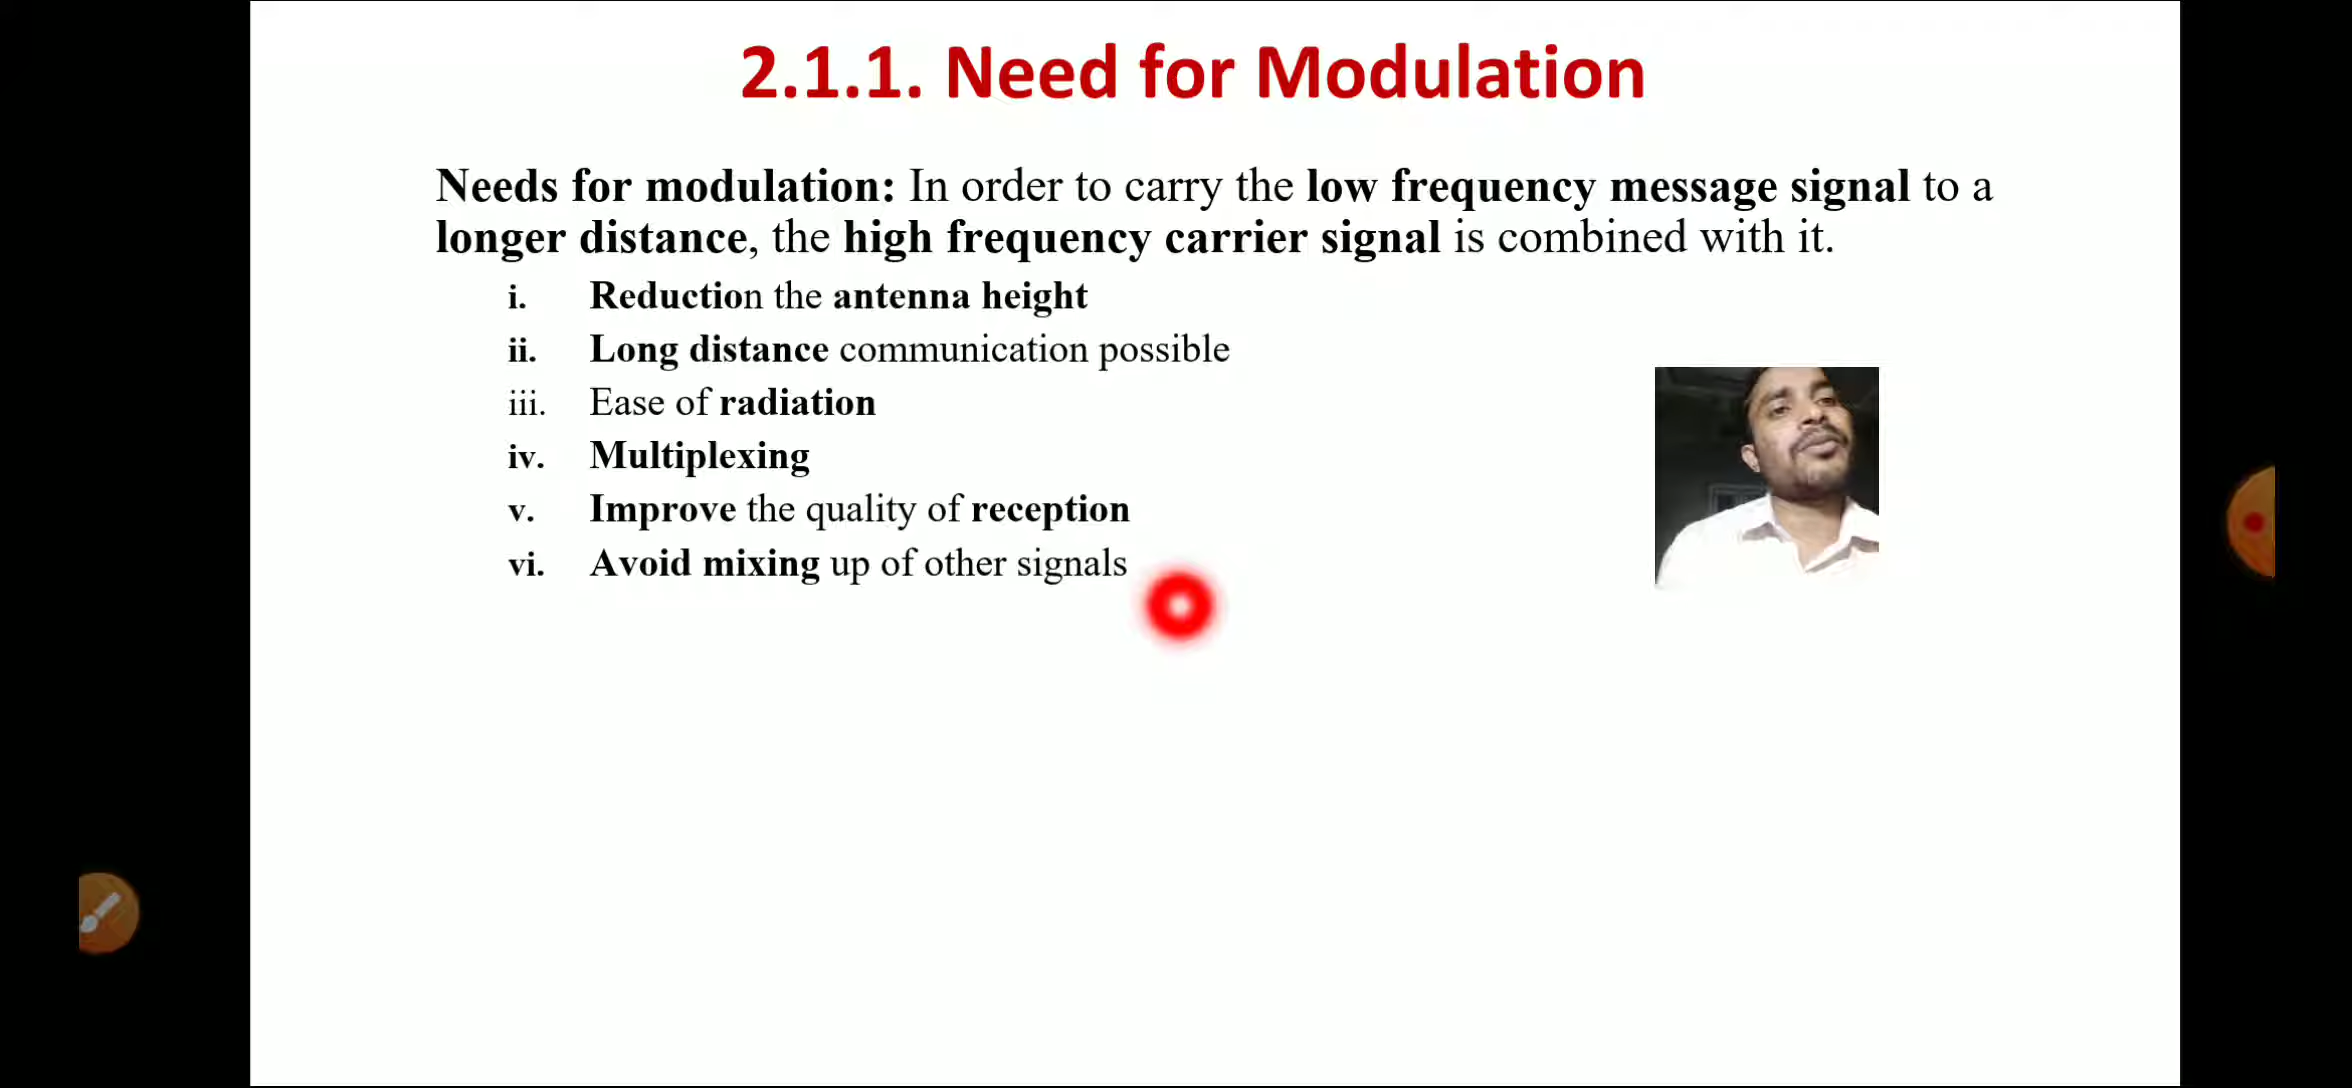 2.1.1. Need for Modulation
Needs for modulation: In order to carry the low frequency message signal to a
longer distance, the high frequency carrier signal is combined with it.
i. Reduction the antenna height
ii. Long distance communication possible
iii. Ease of radiation
iv. Multiplexing
v. Improve the quality of reception
vi. Avoid mixing up of other signals